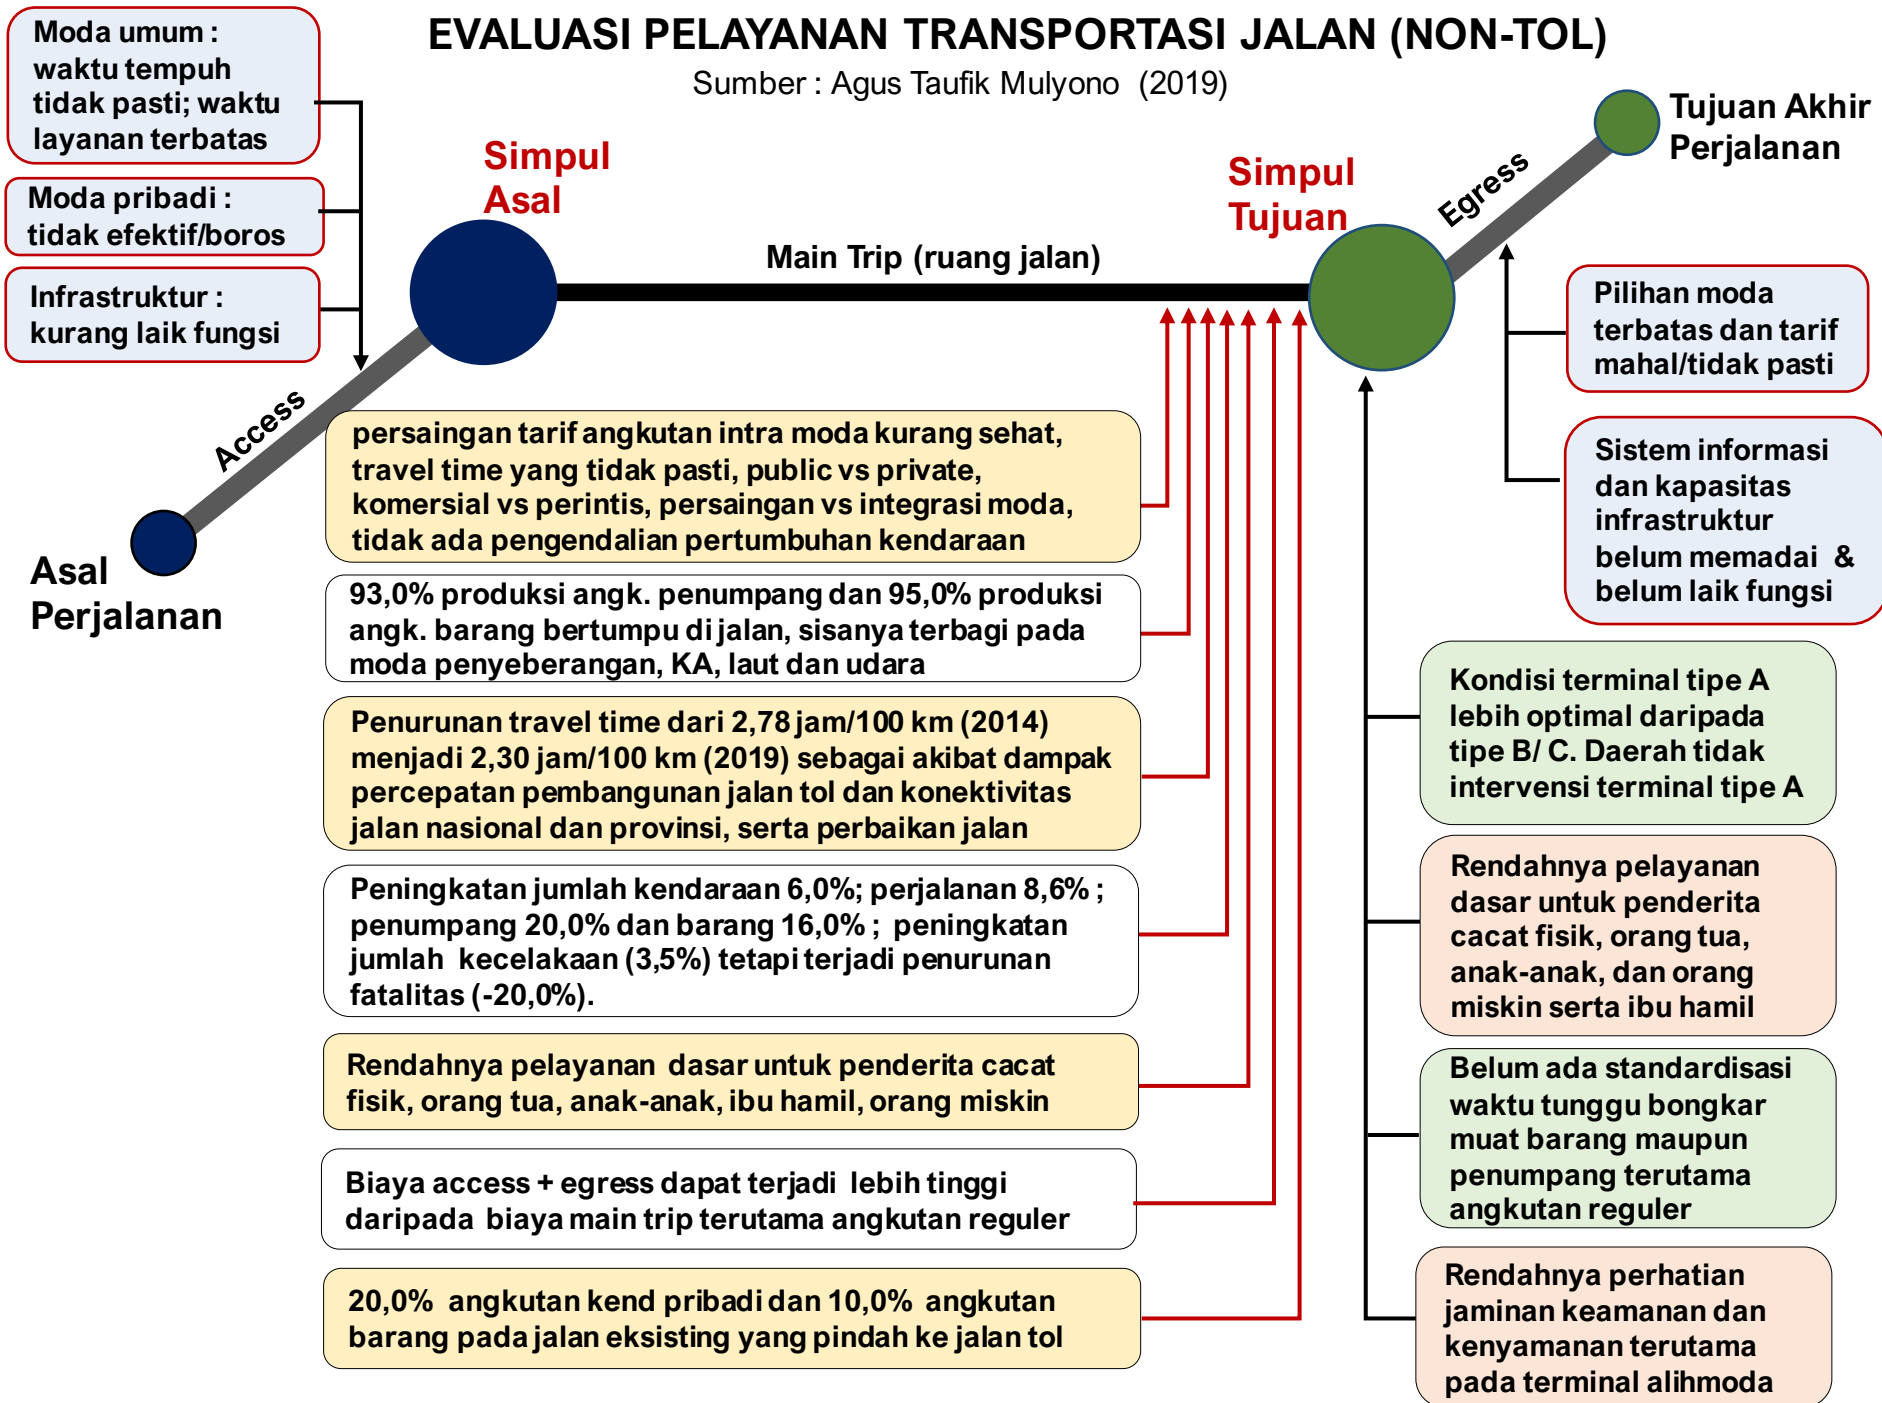 EVALUASI PELAYANAN TRANSPORTASI JALAN (NON-TOL)
Sumber : Agus Taufik Mulyono (2019)
Moda umum :
waktu tempuh
tidak pasti; waktu
layanan terbatas
Moda pribadi :
tidak efektif/boros
Infrastruktur :
kurang laik fungsi
Access
Asal
Perjalanan
Simpul
Asal
Main Trip (ruang jalan)
Simpul
Tujuan
Egress
Tujuan Akhir
Perjalanan
persaingan tarif angkutan intra moda kurang sehat,
travel time yang tidak pasti, public vs private,
komersial vs perintis, persaingan vs integrasi moda,
tidak ada pengendalian pertumbuhan kendaraan
93,0% produksi angk. penumpang dan 95,0% produksi
angk. barang bertumpu di jalan, sisanya terbagi pada
moda penyeberangan, KA, laut dan udara
Penurunan travel time dari 2,78 jam/100 km (2014)
menjadi 2,30 jam/100 km (2019) sebagai akibat dampak
percepatan pembangunan jalan tol dan konektivitas
jalan nasional dan provinsi, serta perbaikan jalan
Peningkatan jumlah kendaraan 6,0%; perjalanan 8,6% ;
penumpang 20,0% dan barang 16,0% ; peningkatan
jumlah kecelakaan (3,5%) tetapi terjadi penurunan
fatalitas (-20,0%).
Rendahnya pelayanan dasar untuk penderita cacat
fisik, orang tua, anak-anak, ibu hamil, orang miskin
Biaya access + egress dapat terjadi lebih tinggi
daripada biaya main trip terutama angkutan reguler
20,0% angkutan kend pribadi dan 10,0% angkutan
barang pada jalan eksisting yang pindah ke jalan tol
Pilihan moda
terbatas dan tarif
mahal/tidak pasti
Sistem informasi
dan kapasitas
infrastruktur
belum memadai &
belum laik fungsi
Kondisi terminal tipe A
lebih optimal daripada
tipe B/ C. Daerah tidak
intervensi terminal tipe A
Rendahnya pelayanan
dasar untuk penderita
cacat fisik, orang tua,
anak-anak, dan orang
miskin serta ibu hamil
Belum ada standardisasi
waktu tunggu bongkar
muat barang maupun
penumpang terutama
angkutan reguler
Rendahnya perhatian
jaminan keamanan dan
kenyamanan terutama
pada terminal alihmoda